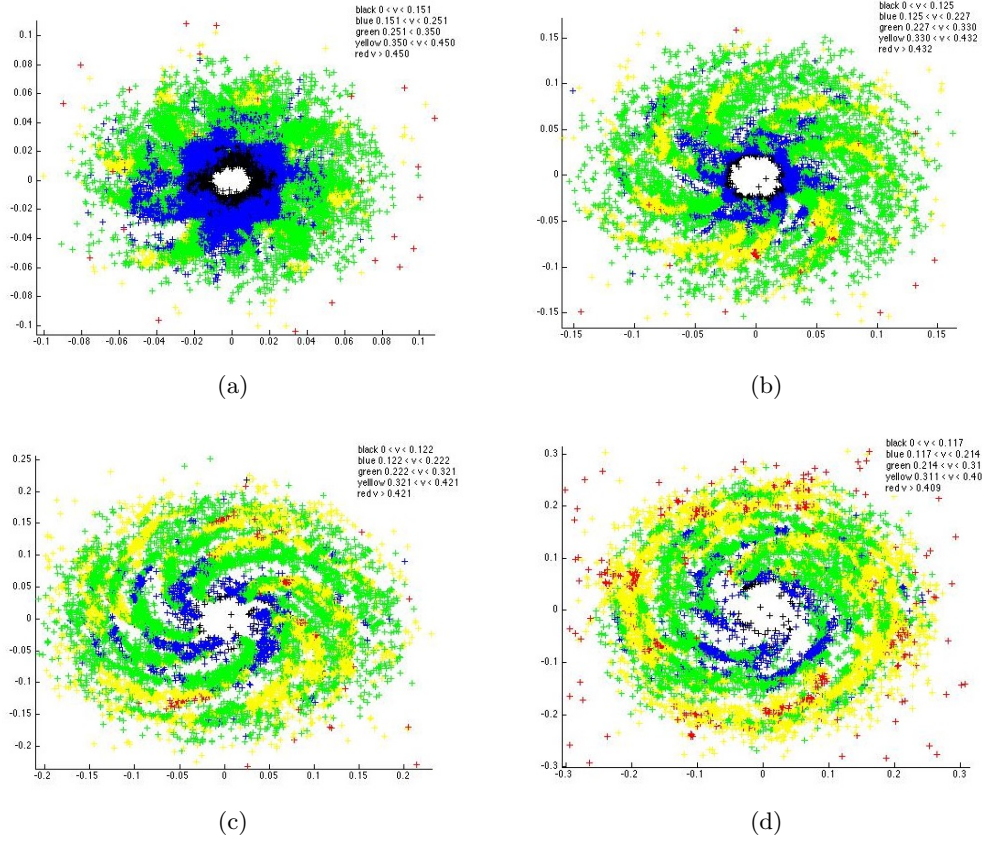 black 0 < v < 0.151
blue 0.151 < v < 0.251
green 0.251 < v < 0.350
yellow 0.350 < v < 0.450
red v > 0.450
0.1
0.08
0.06
0.04
0.02
0
-0.02
-0.04
-0.06
-0.08
-0.1
-0.1 -0.08 -0.06 -0.04 -0.02 0 0.02 0.04 0.06 0.08 0.1
(a)
black 0 < v < 0.125
blue 0.125 < v < 0.227
green 0.227 < v < 0.330
yellow 0.330 < v < 0.432
red v > 0.432
0.15
0.1
0.05
0
-0.05
-0.1
-0.15
-0.15 -0.1 -0.05 0 0.05 0.1 0.15
(b)
black 0 < v < 0.122
blue 0.122 < v < 0.222
green 0.222 < v < 0.321
yelllow 0.321 < v < 0.421
red v > 0.421
0.25
0.2
0.15
0.1
0.05
0
-0.05
-0.1
-0.15
-0.2
-0.2 -0.15 -0.1 -0.05 0 0.05 0.1 0.15 0.2
(c)
black 0 < v < 0.117
blue 0.117 < v < 0.214
green 0.214 < v < 0.31
yellow 0.311 < v < 0.40
red v > 0.409
0.3
0.2
0.1
0
-0.1
-0.2
-0.3
-0.3 -0.2 -0.1 0 0.1 0.2 0.3
(d)